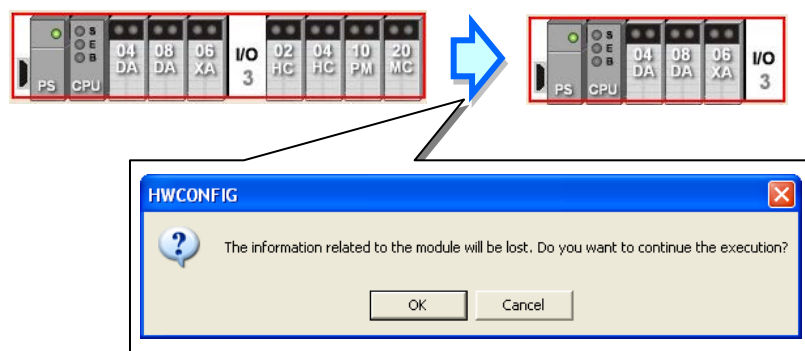 S
E
B
PS CPU
04 DA
08 DA
06 XA
I/O 3
02 HC
04 HC
10 PM
20 MC
S
E
B
PS CPU
04 DA
08 DA
06 XA
I/O 3
HWCONFIG
The information related to the module will be lost. Do you want to continue the execution?
OK Cancel